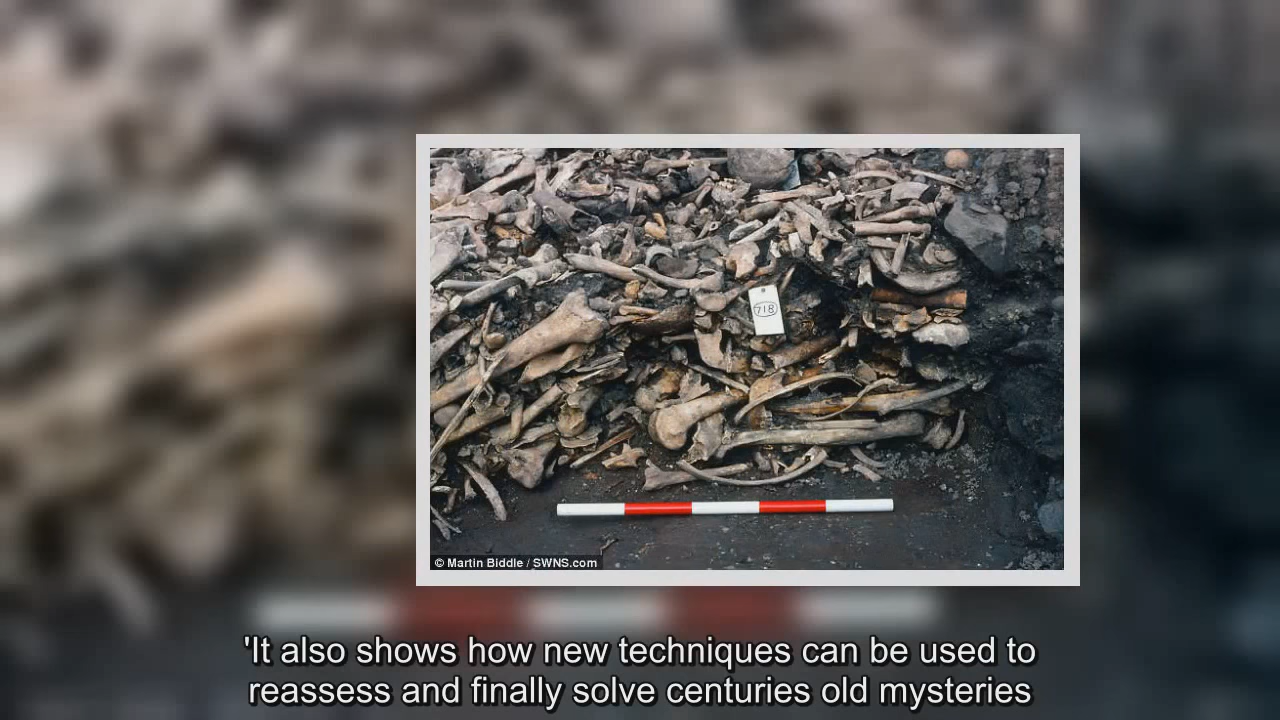 718
© Martin Biddle / SWNS.com
'It also shows how new techniques can be used to
reassess and finally solve centuries old mysteries